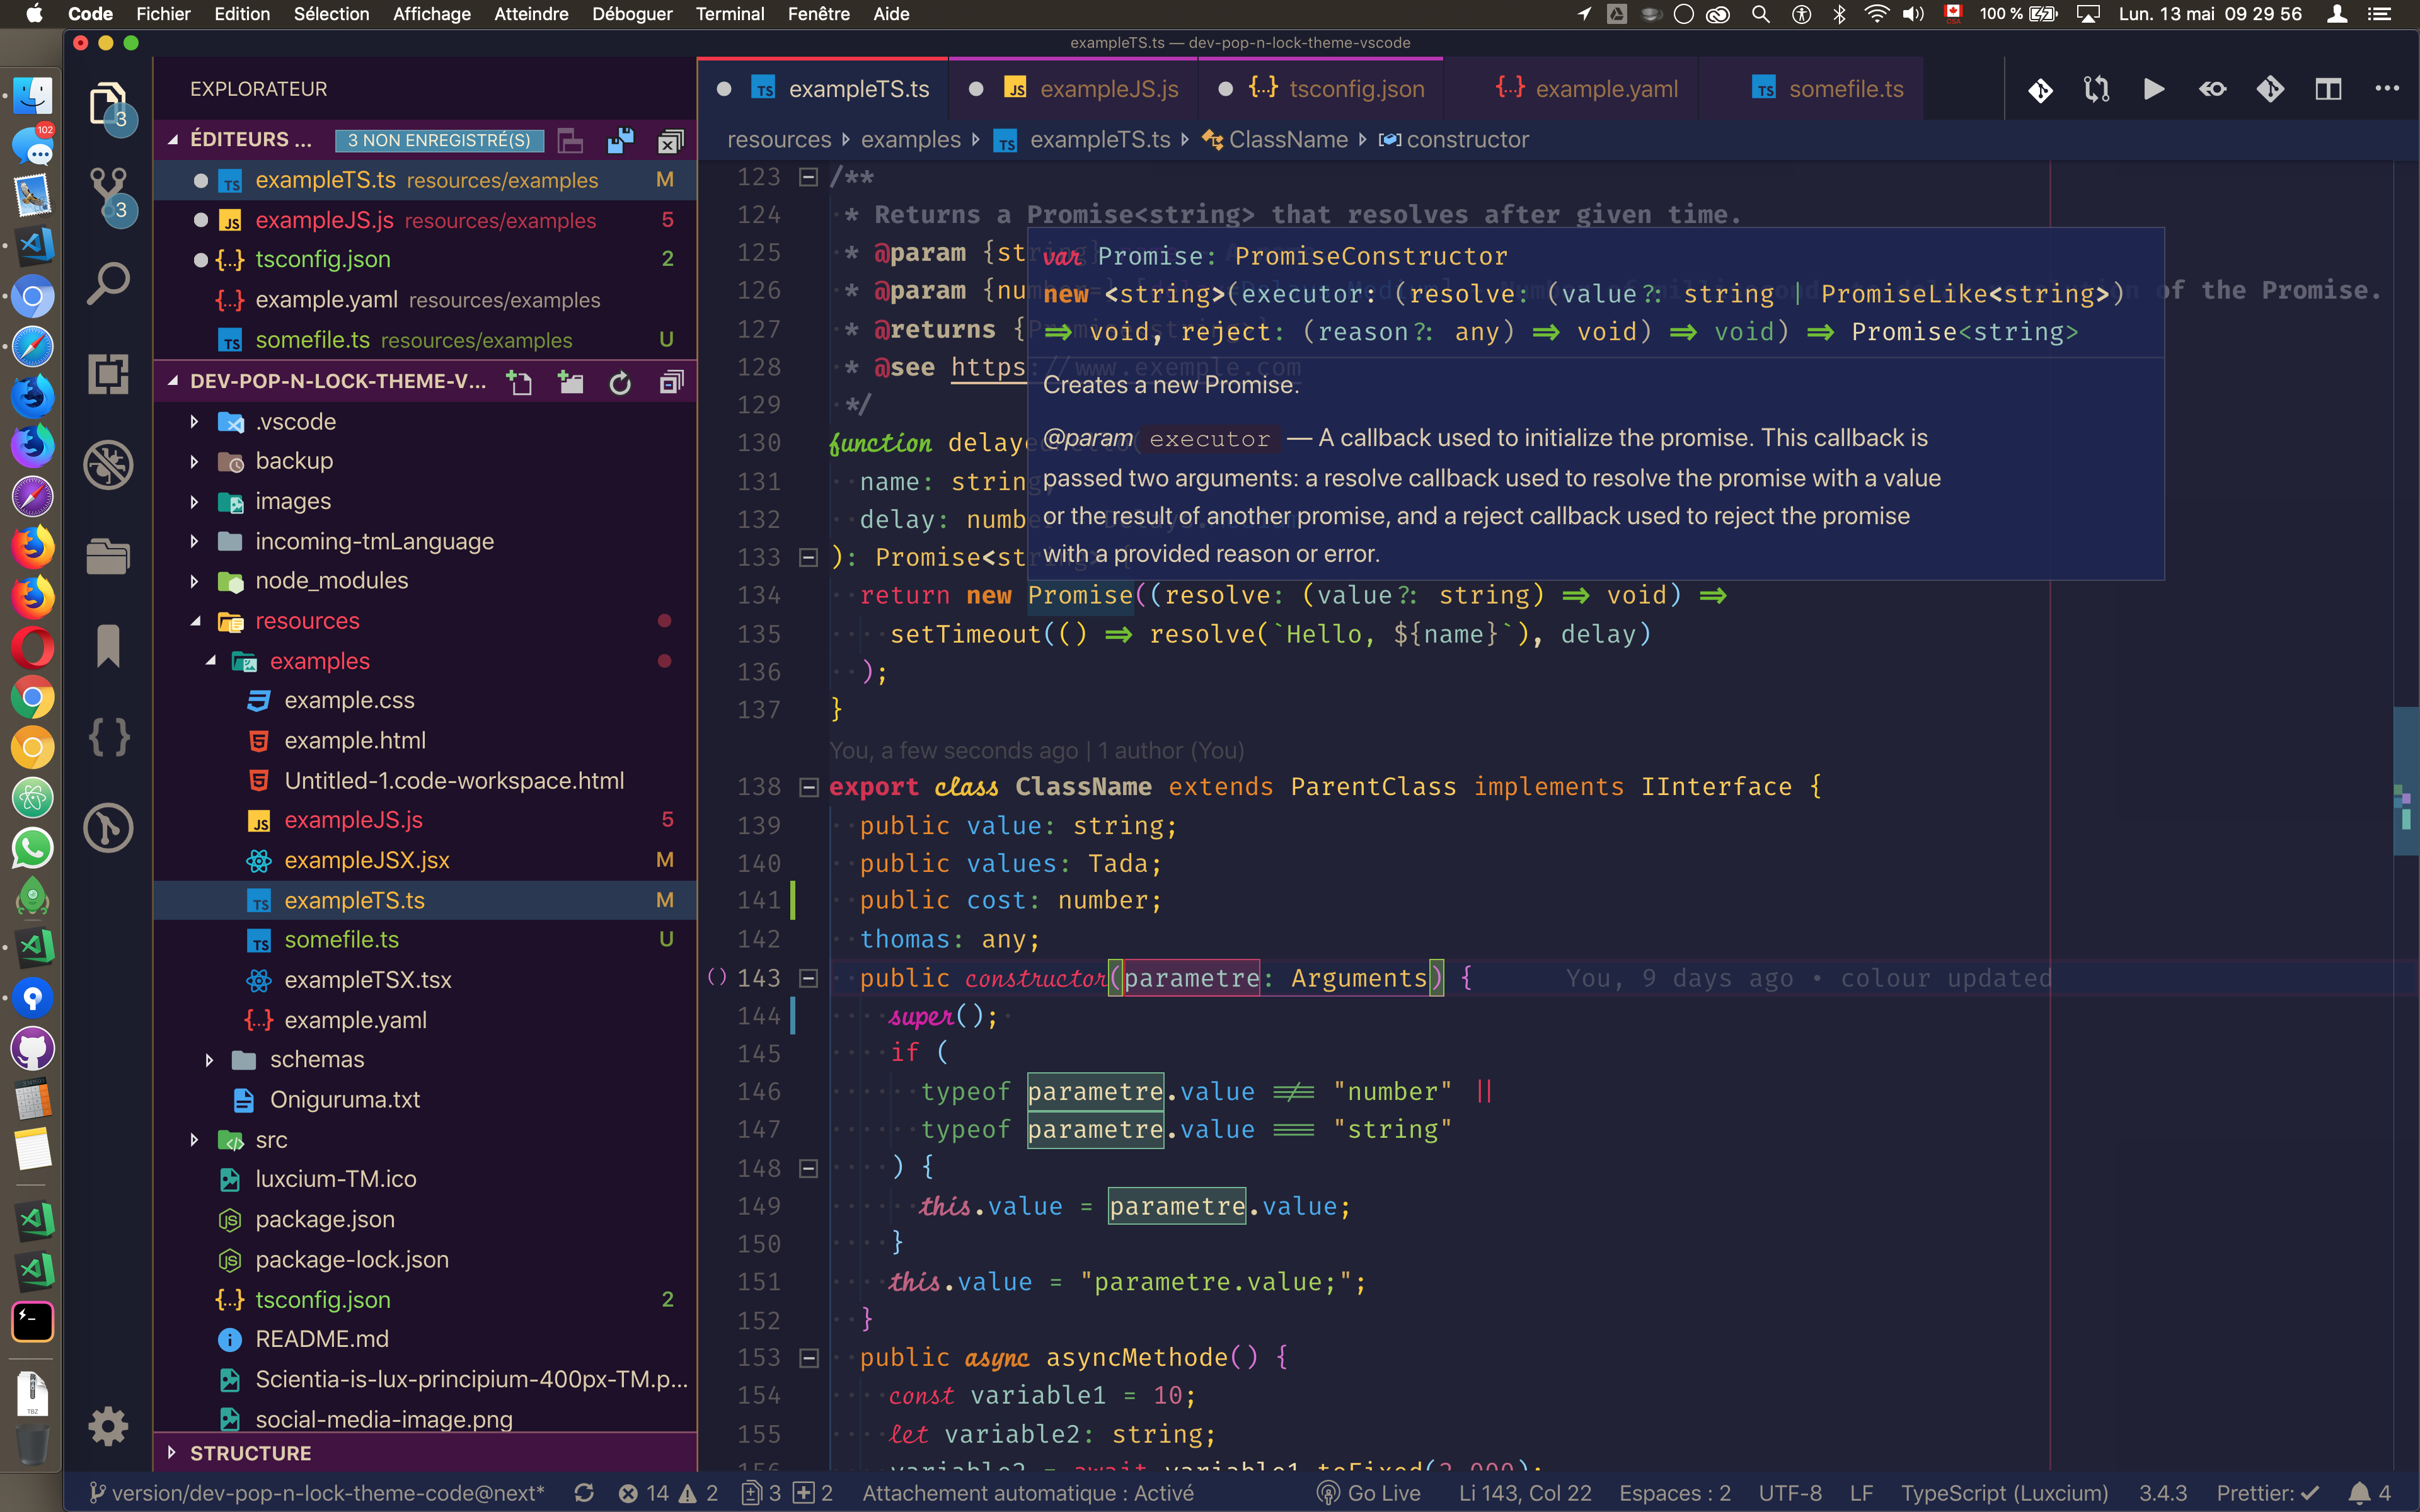 Code Fichier Edition Sélection Affichage Atteindre Déboguer Terminal Fenêtre Aide 100 % Lun. 13 mai 09 29 56
exampleTS.ts — dev-pop-n-lock-theme-vscode
102
EXPLORATEUR
3
3
ÉDITEURS ... 3 NON ENREGISTRÉ(S)
exampleTS.ts resources/examples M
exampleJS.js resources/examples 5
tsconfig.json 2
example.yaml resources/examples
somefile.ts resources/examples U
DEV-POP-N-LOCK-THEME-V...
.vscode
backup
images
incoming-tmLanguage
node_modules
resources
examples
example.css
example.html
Untitled-1.code-workspace.html
exampleJS.js 5
exampleJSX.jsx M
exampleTS.ts M
somefile.ts U
exampleTSX.tsx
example.yaml
schemas
Oniguruma.txt
src
luxcium-TM.ico
package.json
package-lock.json
tsconfig.json 2
README.md
Scientia-is-lux-principium-400px-TM.p...
social-media-image.png
STRUCTURE
exampleTS.ts exampleJS.js tsconfig.json example.yaml somefile.ts
resources examples exampleTS.ts ClassName constructor
123 /**
124 * Returns a Promise<string> that resolves after given time.
125 * @param {st
126 * @param {nu of the Promise.
127 * @returns {
128 * @see https://www.exemple.com
129 */
130 function delaye
131 name: strin
132 delay: numb
133 ): Promise<st
var Promise: PromiseConstructor
new <string>(executor: (resolve: (value?: string | PromiseLike<string>)
=> void, reject: (reason?: any) => void) => void) => Promise<string>
Creates a new Promise.
@param executor — A callback used to initialize the promise. This callback is
passed two arguments: a resolve callback used to resolve the promise with a value
or the result of another promise, and a reject callback used to reject the promise
with a provided reason or error.
134 return new Promise((resolve: (value?: string) => void) =>
135 setTimeout(() => resolve(`Hello, ${name}`), delay)
136 );
137 }
You, a few seconds ago | 1 author (You)
138 export class ClassName extends ParentClass implements IInterface {
139 public value: string;
140 public values: Tada;
141 public cost: number;
142 thomas: any;
143 public constructor(parametre: Arguments) { You, 9 days ago • colour updated
144 super();
145 if (
146 typeof parametre.value !== "number" ||
147 typeof parametre.value === "string"
148 ) {
149 this.value = parametre.value;
150 }
151 this.value = "parametre.value;";
152 }
153 public async asyncMethode() {
154 const variable1 = 10;
155 let variable2: string;
156 variable2 = await variable1.toFixed(2.000);
version/dev-pop-n-lock-theme-code@next* 14 2 3 2 Attachement automatique : Activé Go Live Li 143, Col 22 Espaces : 2 UTF-8 LF TypeScript (Luxcium) 3.4.3 Prettier: ✓ 4